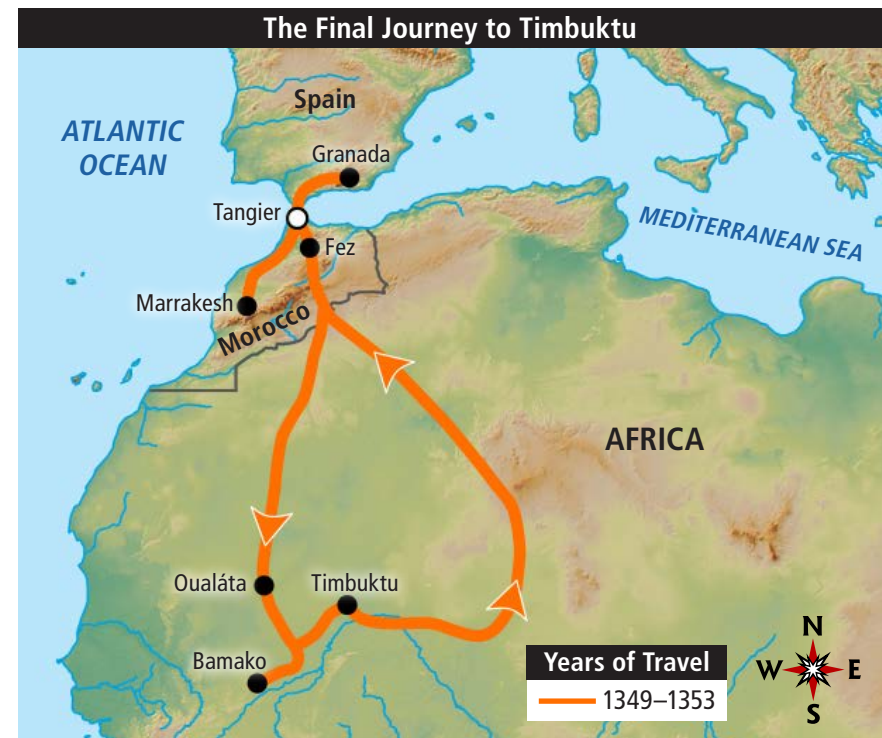 The Final Journey to Timbuktu
Spain
ATLANTIC
OCEAN
Granada
Tangier
MEDITERRANEAN SEA
Fez
Marrakesh
Morocco
AFRICA
Oualáta
Timbuktu
Bamako
N
W
E
S
Years of Travel
1349–1353